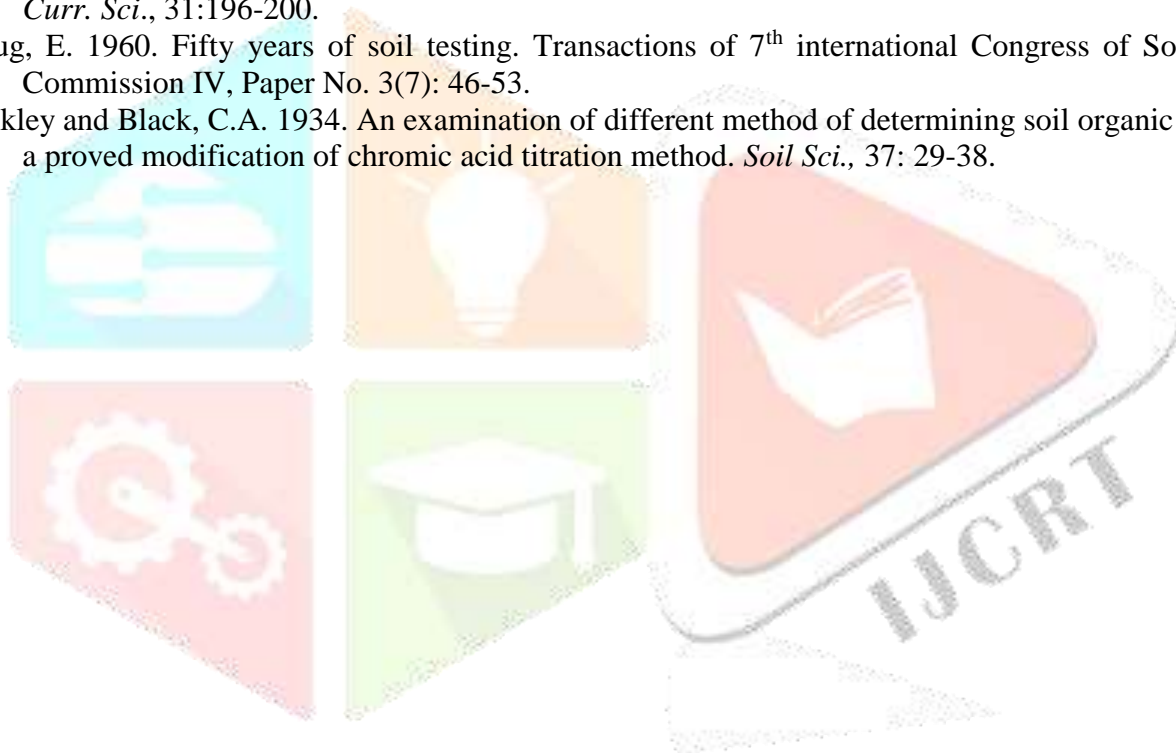 Curr. Sci., 31:196-200.
ug, E. 1960. Fifty years of soil testing. Transactions of 7th international Congress of So
Commission IV, Paper No. 3(7): 46-53.
kley and Black, C.A. 1934. An examination of different method of determining soil organic
a proved modification of chromic acid titration method. Soil Sci., 37: 29-38.
IJCRT